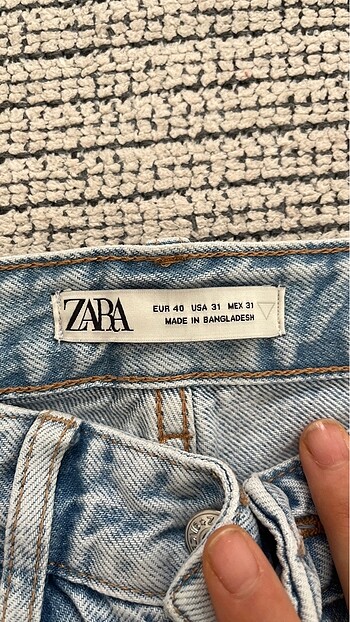 ZARA
EUR 40 USA 31 MEX 31
MADE IN BANGLADESH